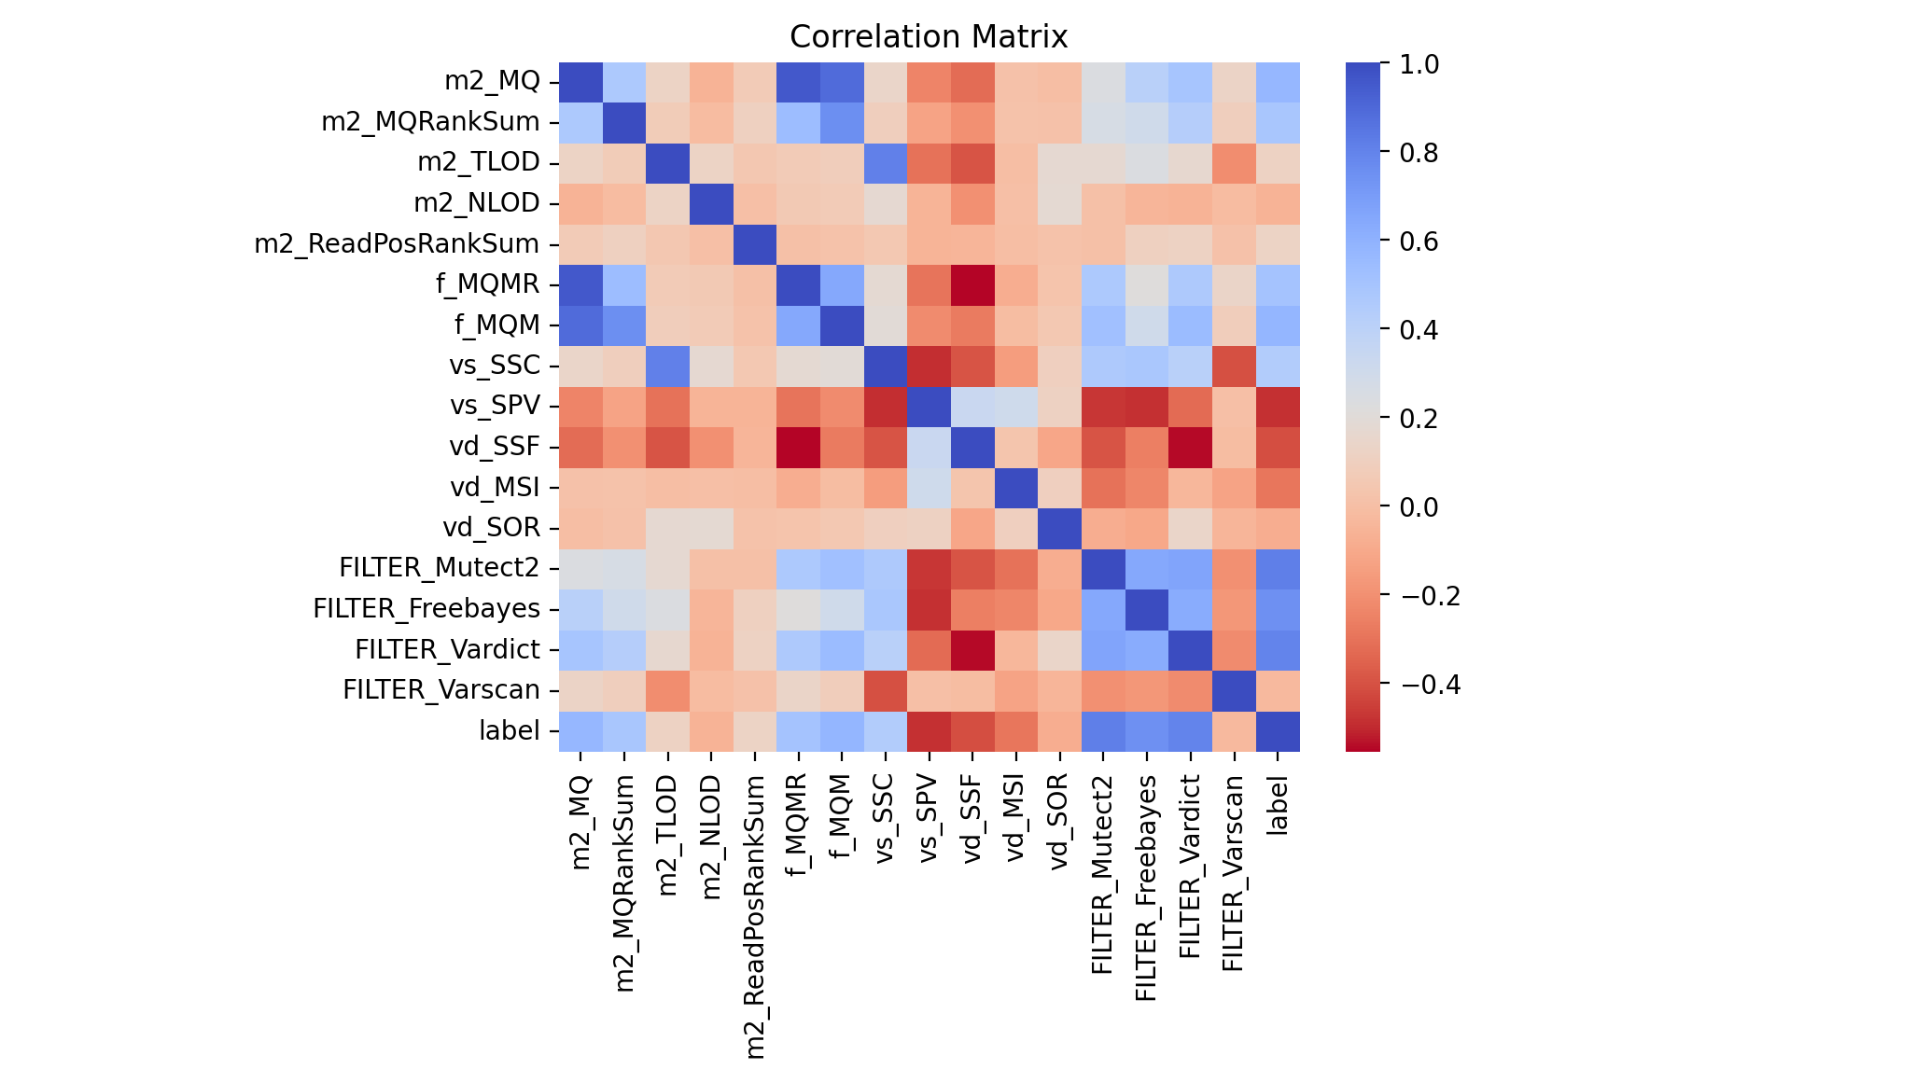 Correlation Matrix
m2_MQ
m2_MQRankSum
m2_TLOD
m2_NLOD
m2_ReadPosRankSum
f_MQMR
f_MQM
vs_SSC
vs_SPV
vd_SSF
vd_MSI
vd_SOR
FILTER_Mutect2
FILTER_Freebayes
FILTER_Vardict
FILTER_Varscan
label
m2_MQ
m2_MQRankSum
m2_TLOD
m2_NLOD
m2_ReadPosRankSum
f_MQMR
f_MQM
vs_SSC
vs_SPV
vd_SSF
vd_MSI
vd_SOR
FILTER_Mutect2
FILTER_Freebayes
FILTER_Vardict
FILTER_Varscan
label
1.0
0.8
0.6
0.4
0.2
0.0
−0.2
−0.4